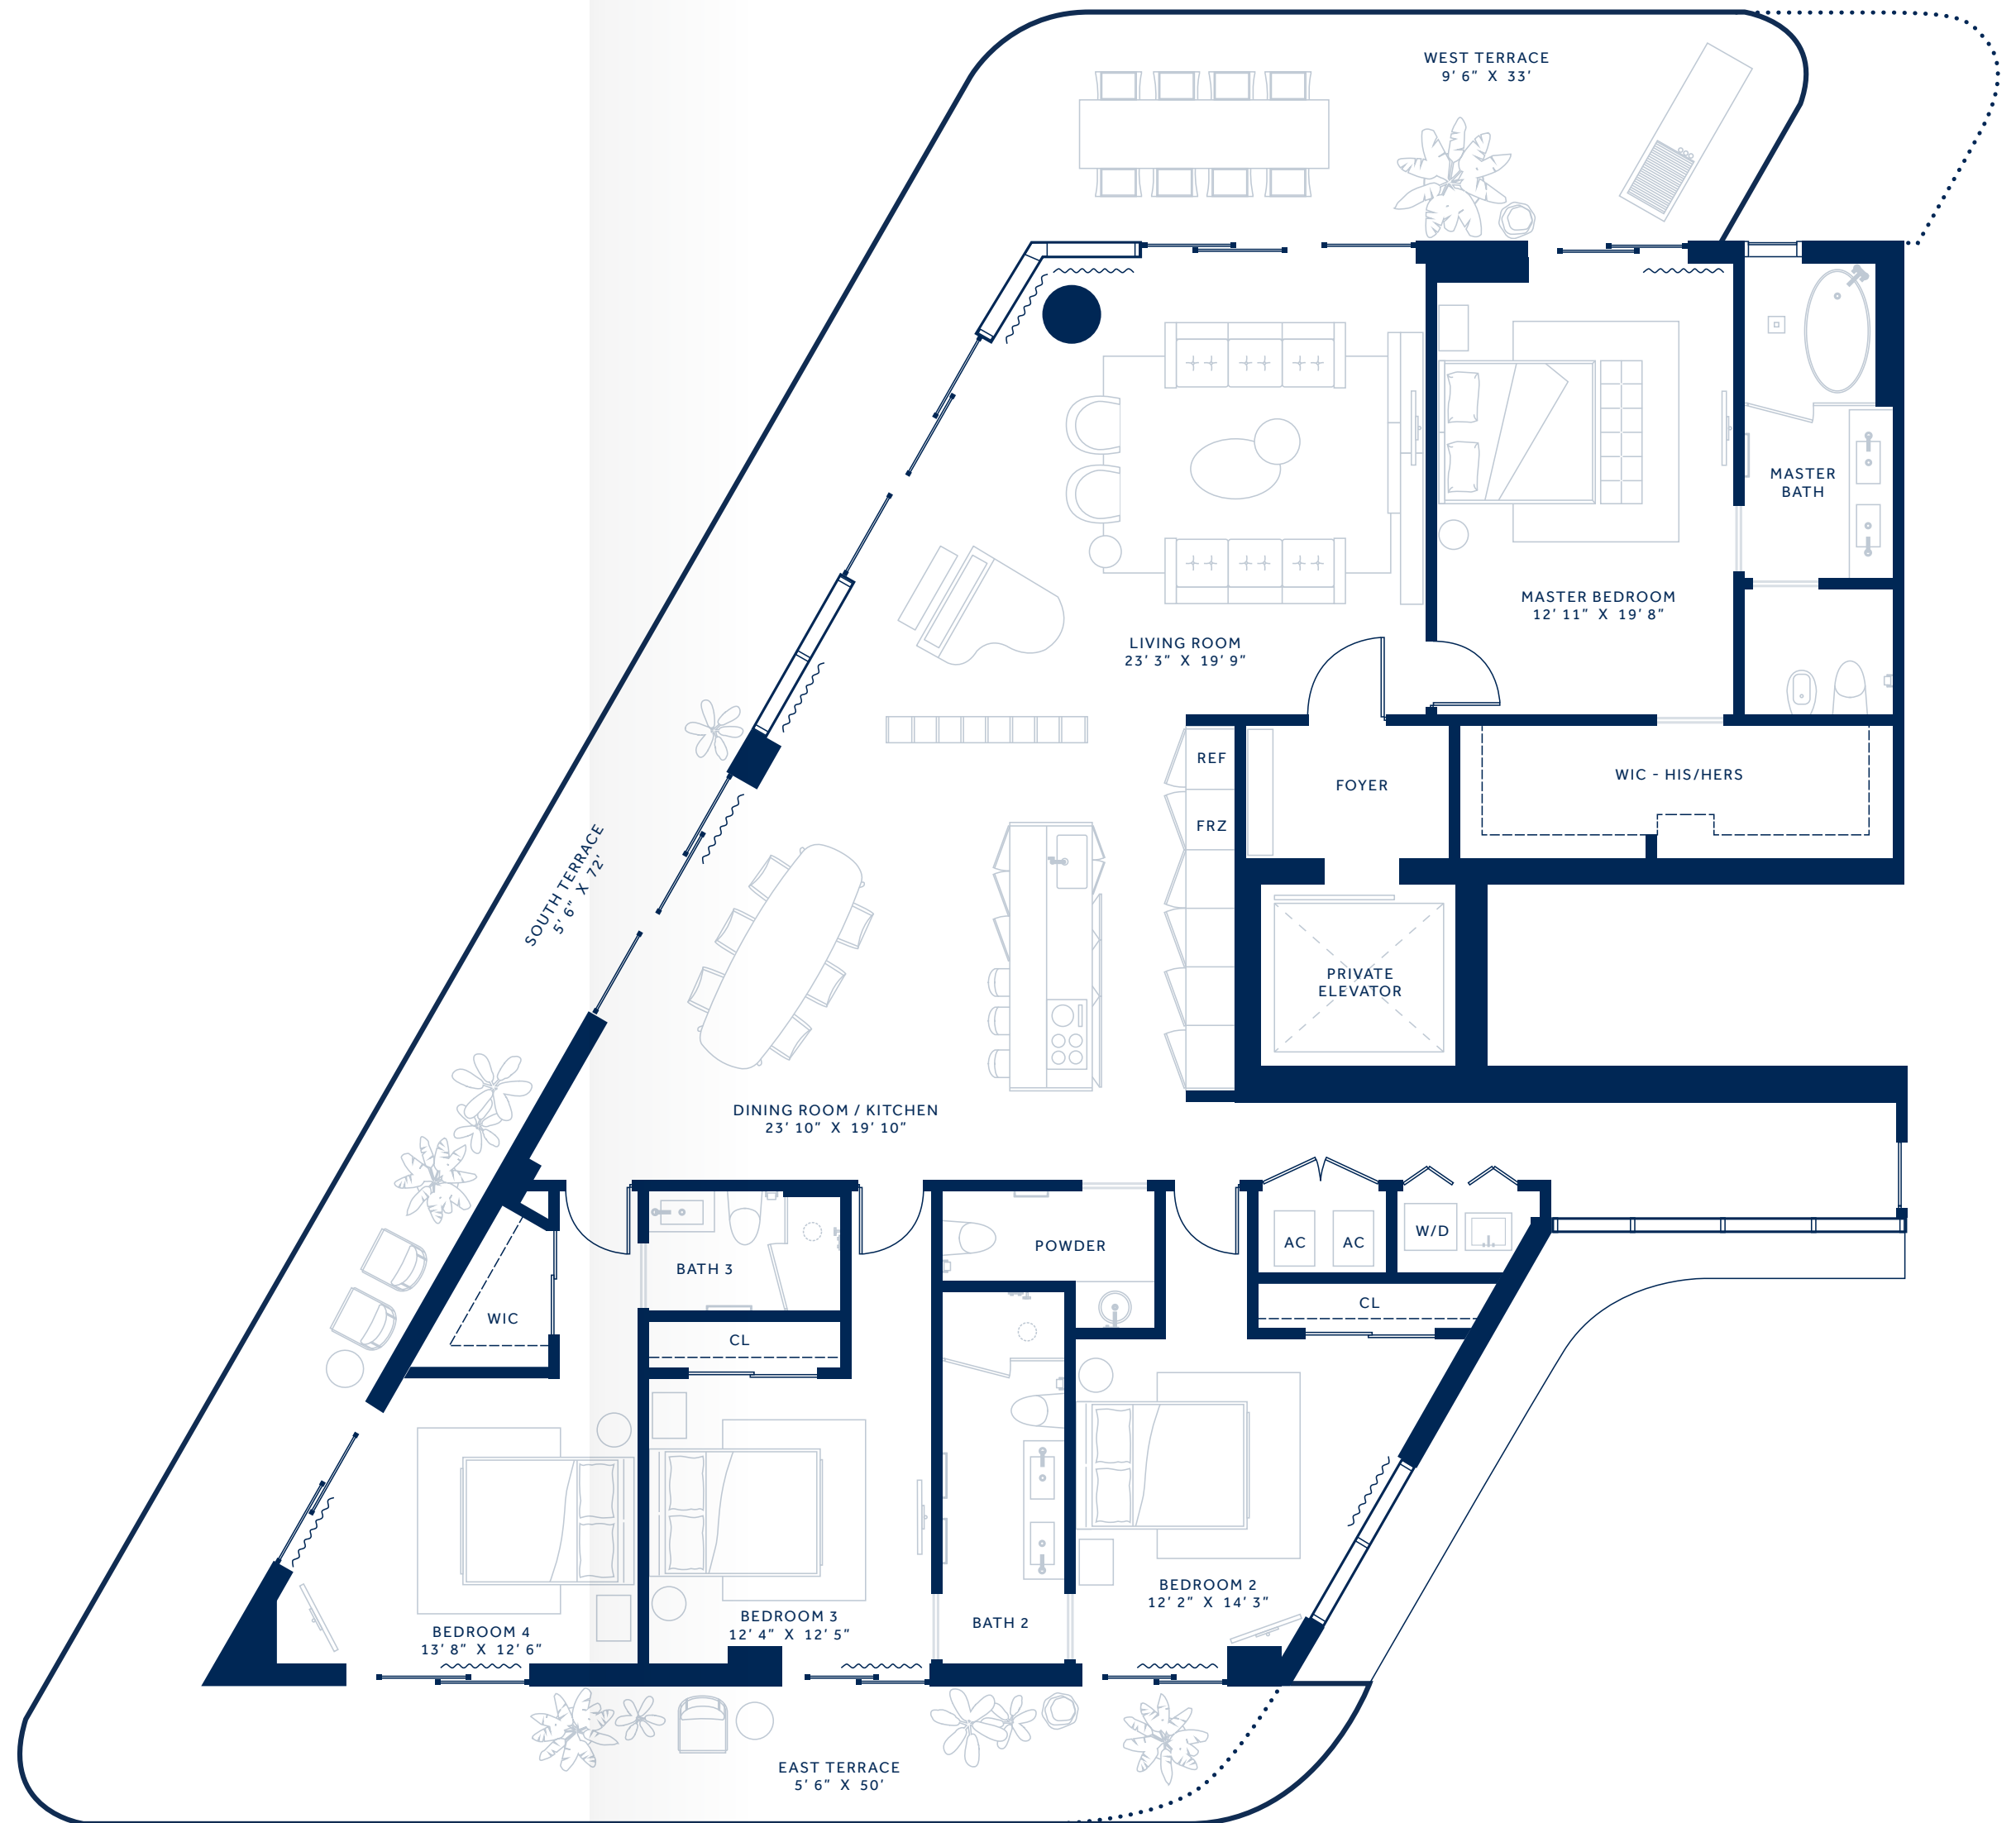 WEST TERRACE
9’ 6” X 33’
MASTER
BATH
MASTER BEDROOM
12’ 11” X 19’ 8”
LIVING ROOM
23’ 3” X 19’ 9”
REF
FRZ
FOYER
WIC - HIS/HERS
SOUTH TERRACE
5’ 6” X 72’
PRIVATE
ELEVATOR
DINING ROOM / KITCHEN
23’ 10” X 19’ 10”
BATH 3
POWDER
AC
AC
W/D
WIC
CL
CL
BEDROOM 4
13’ 8” X 12’ 6”
BEDROOM 3
12’ 4” X 12’ 5”
BATH 2
BEDROOM 2
12’ 2” X 14’ 3”
EAST TERRACE
5’ 6” X 50’